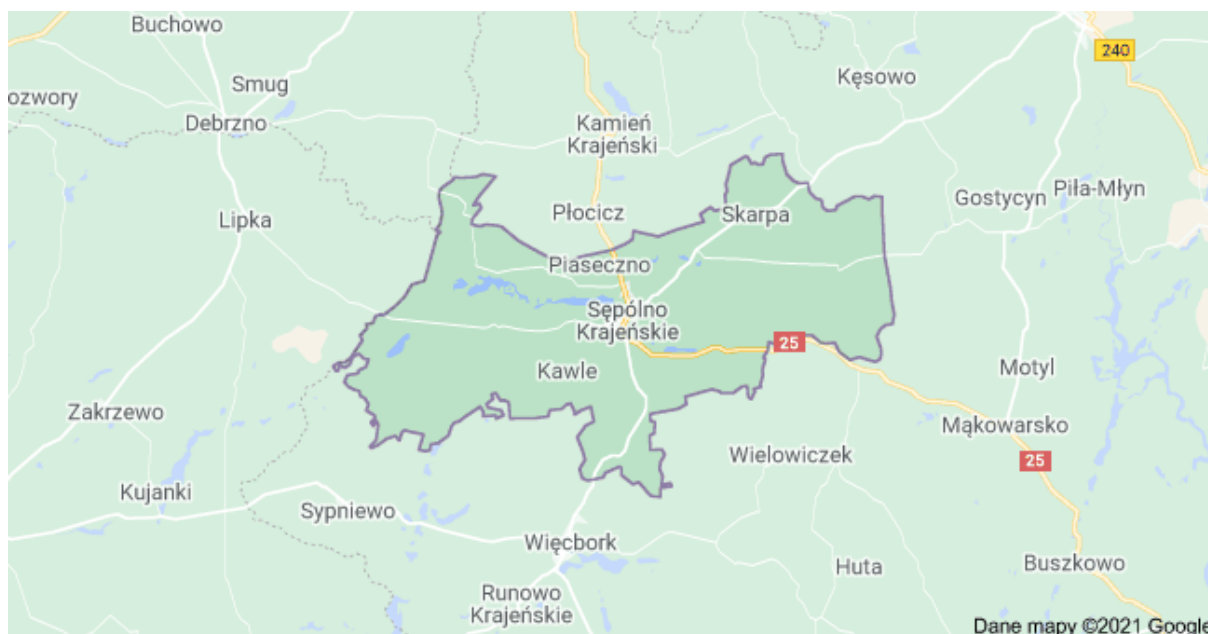 Buchowo
240
Smug
Kęsowo
ozwory
Debrzno
Kamień
Krajeński
Piła-Młyn
Gostycyn
Lipka
Płocicz
Skarpa
Piaseczno
Sępólno
Krajeńskie
25
Kawle
Motyl
Zakrzewo
Mąkowarsko
Wielowiczek
25
Kujanki
Sypniewo
Więcbork
Huta
Buszkowo
Runowo
Krajeńskie
Dane mapy ©2021 Google